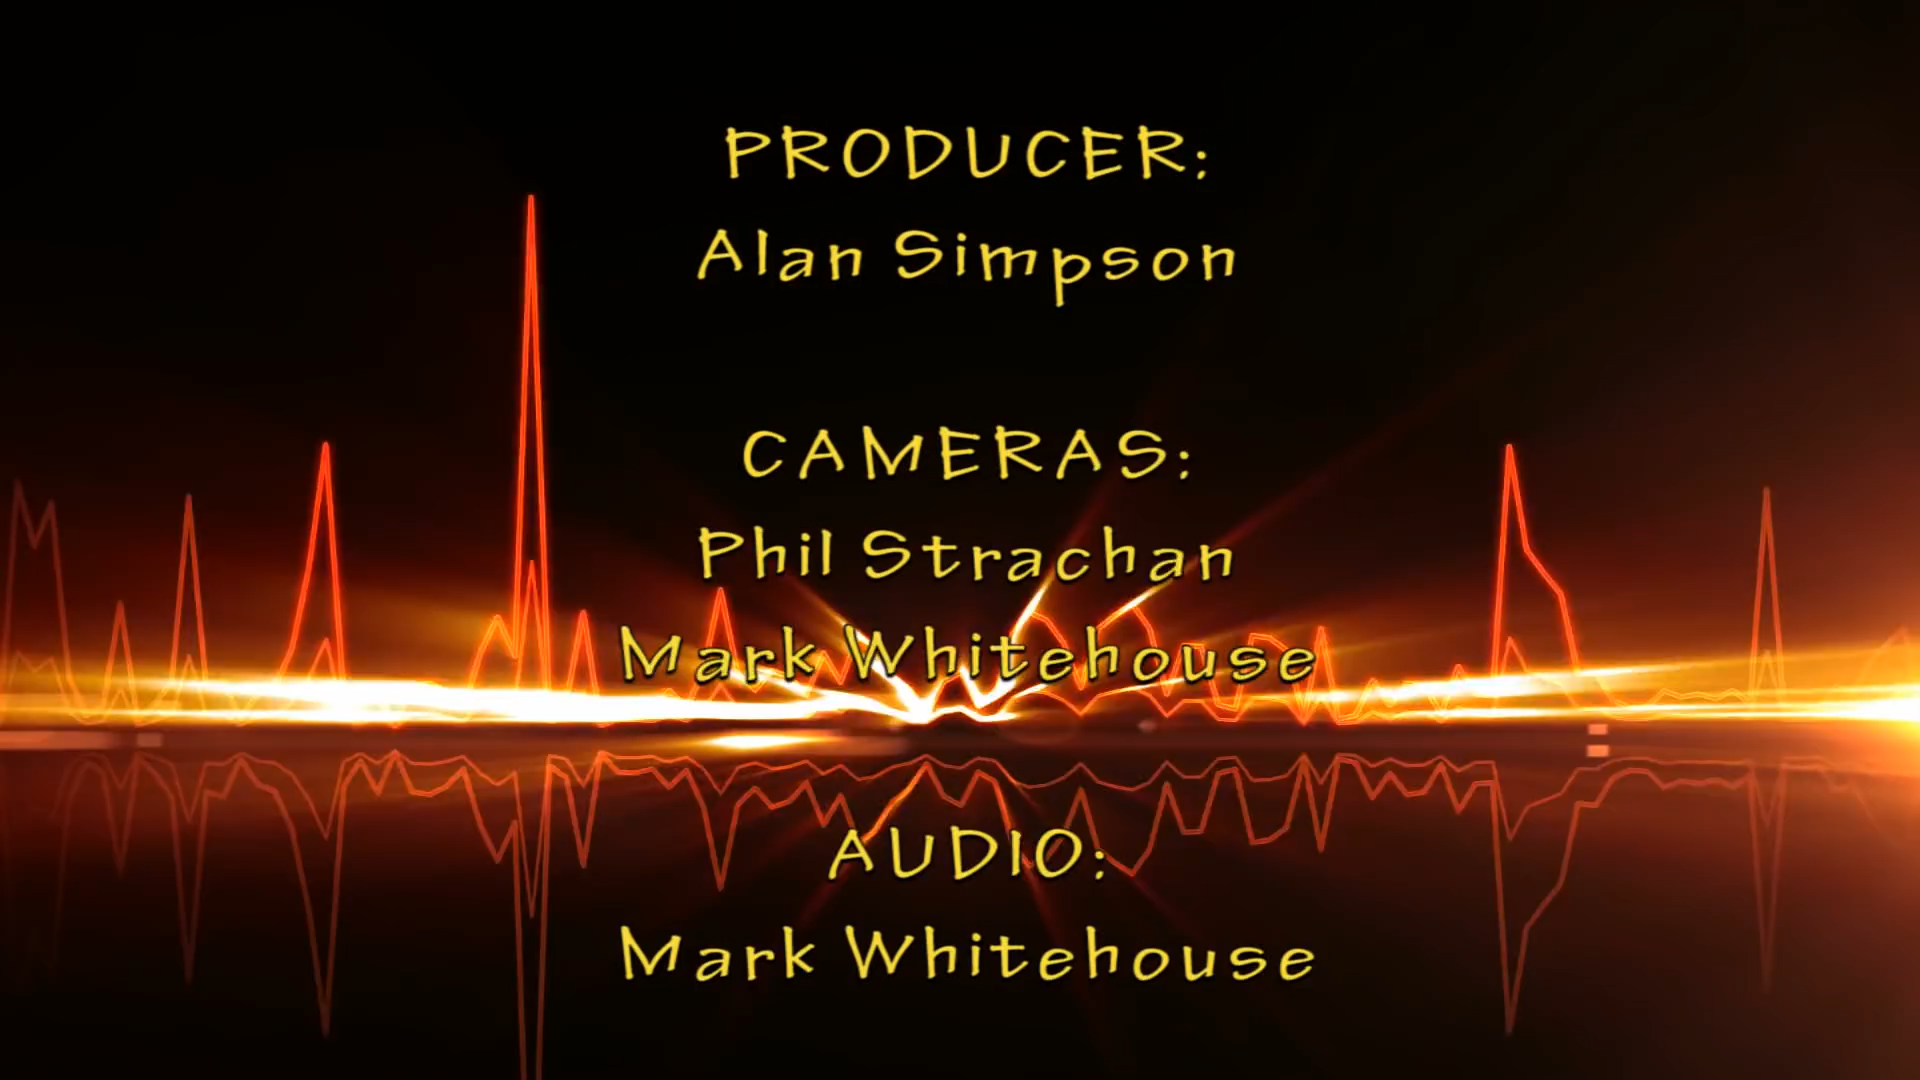 PRODUCER:
Alan Simpson
CAMERAS:
Phil Strachan
Mark Whitehouse
AUDIO:
Mark Whitehouse